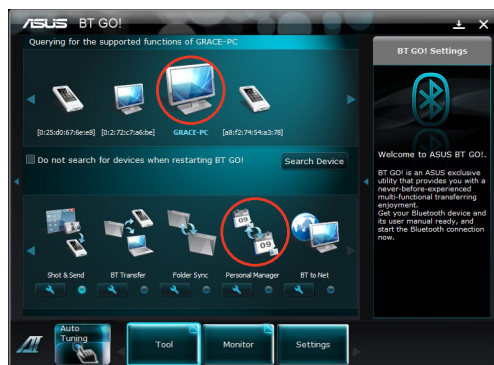 ASUS BT GO!
Querying for the supported functions of GRACE-PC
BT GO! Settings
[0:25:d0:67:6e:e8] [0:2:72:c7:a6:be] GRACE-PC [a8:f2:74:54:a3:78]
Do not search for devices when restarting BT GO!
Search Device
Welcome to ASUS BT GO!.
BT GO! is an ASUS exclusive
utility that provides you with a
never-before-experienced
multi-functional transferring
enjoyment.
Get your Bluetooth device and
its user manual ready, and
start the Bluetooth connection
now.
09
09
Shot & Send BT Transfer Folder Sync Personal Manager BT to Net
Auto
Tuning
Tool
Monitor
Settings